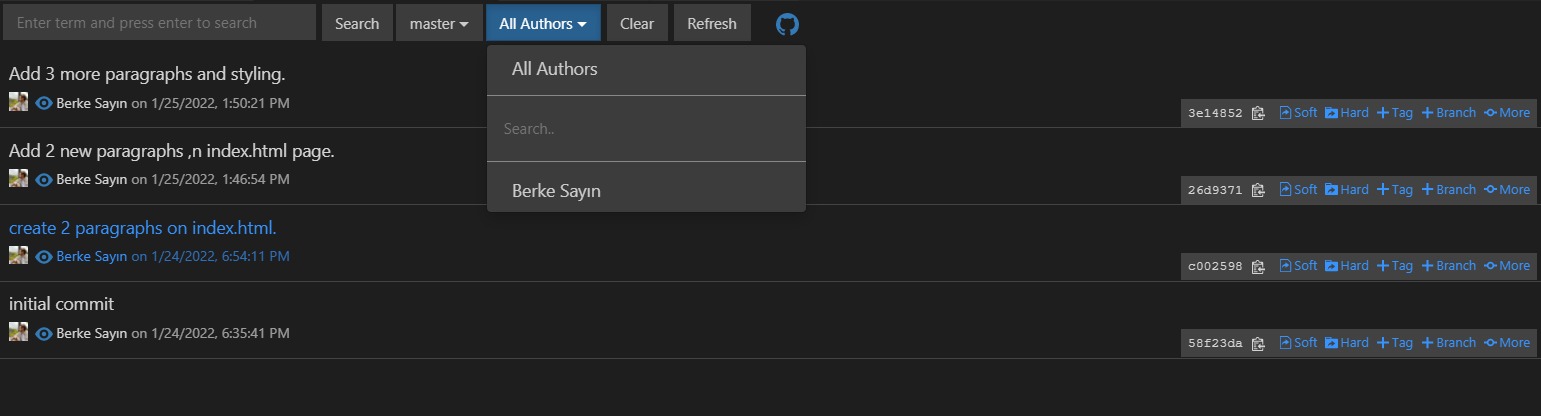 Enter term and press enter to search Search master All Authors Clear Refresh
All Authors
Search..
Berke Sayın
Add 3 more paragraphs and styling.
Berke Sayın on 1/25/2022, 1:50:21 PM
3e14852 Soft Hard Tag Branch More
Add 2 new paragraphs ,n index.html page.
Berke Sayın on 1/25/2022, 1:46:54 PM
26d9371 Soft Hard Tag Branch More
create 2 paragraphs on index.html.
Berke Sayın on 1/24/2022, 6:54:11 PM
c002598 Soft Hard Tag Branch More
initial commit
Berke Sayın on 1/24/2022, 6:35:41 PM
58f23da Soft Hard Tag Branch More